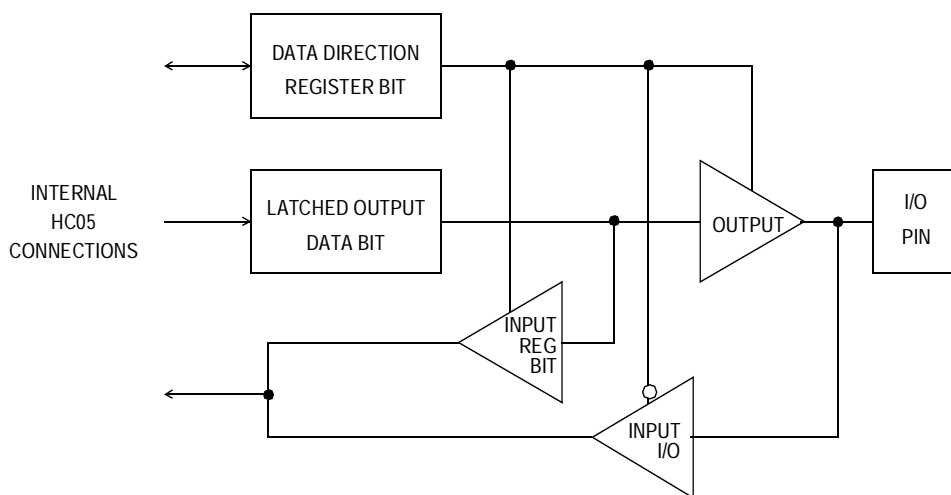 DATA DIRECTION
REGISTER BIT
INTERNAL
HC05
CONNECTIONS
LATCHED OUTPUT
DATA BIT
OUTPUT
I/O
PIN
INPUT
REG
BIT
INPUT
I/O